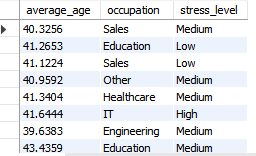 average_age occupation stress_level
40.3256 Sales Medium
41.2653 Education Low
41.1224 Sales Low
40.9592 Other Medium
41.3404 Healthcare Medium
41.6444 IT High
39.6383 Engineering Medium
43.4359 Education Medium